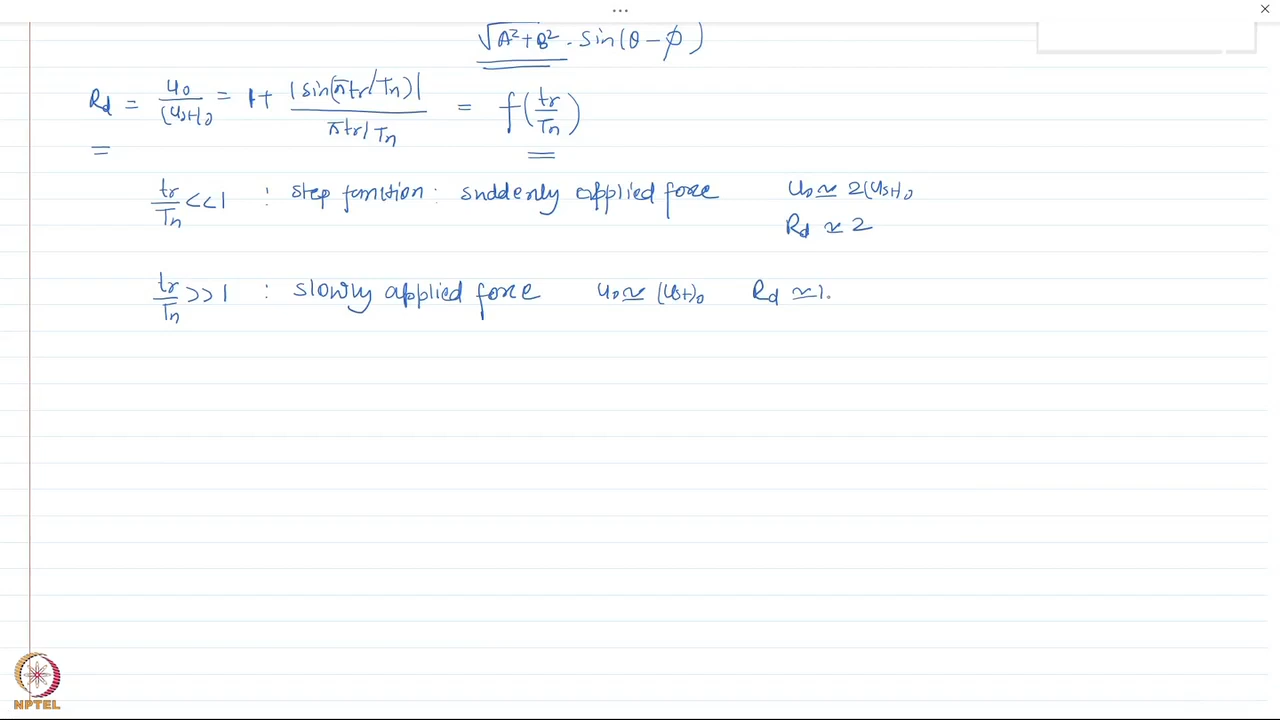 √A²+B² . sin(θ - ϕ)
Rd = u0/(ust)0 = 1 + |sin(πtr/Tn)|/πtr/Tn = f(tr/Tn)
tr/Tn <<1 : step function : suddenly applied force u0 ≃ 2(ust)0
Rd ≃ 2
tr/Tn >>1 : slowly applied force u0 ≃ (ust)0 Rd ≃ 1.
NPTEL